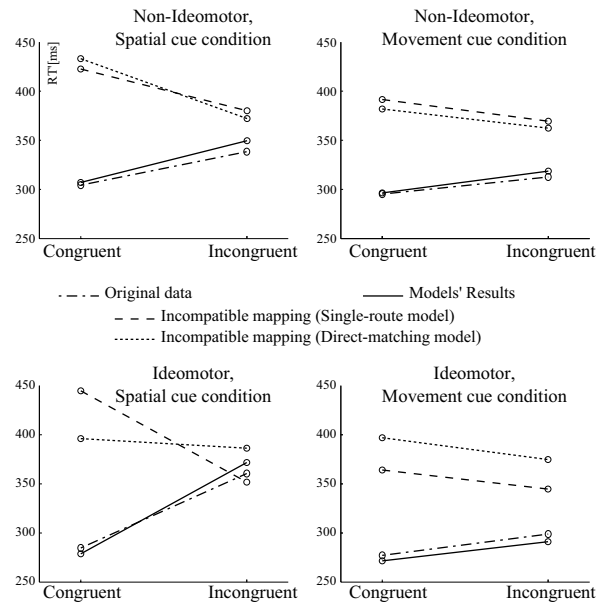 Non-Ideomotor,
Spatial cue condition
Non-Ideomotor,
Movement cue condition
450
400
350
300
250
RT'[ms]
Congruent
Incongruent
450
400
350
300
250
Congruent
Incongruent
Original data
Models' Results
Incompatible mapping (Single-route model)
Incompatible mapping (Direct-matching model)
Ideomotor,
Spatial cue condition
Ideomotor,
Movement cue condition
450
400
350
300
250
Congruent
Incongruent
450
400
350
300
250
Congruent
Incongruent